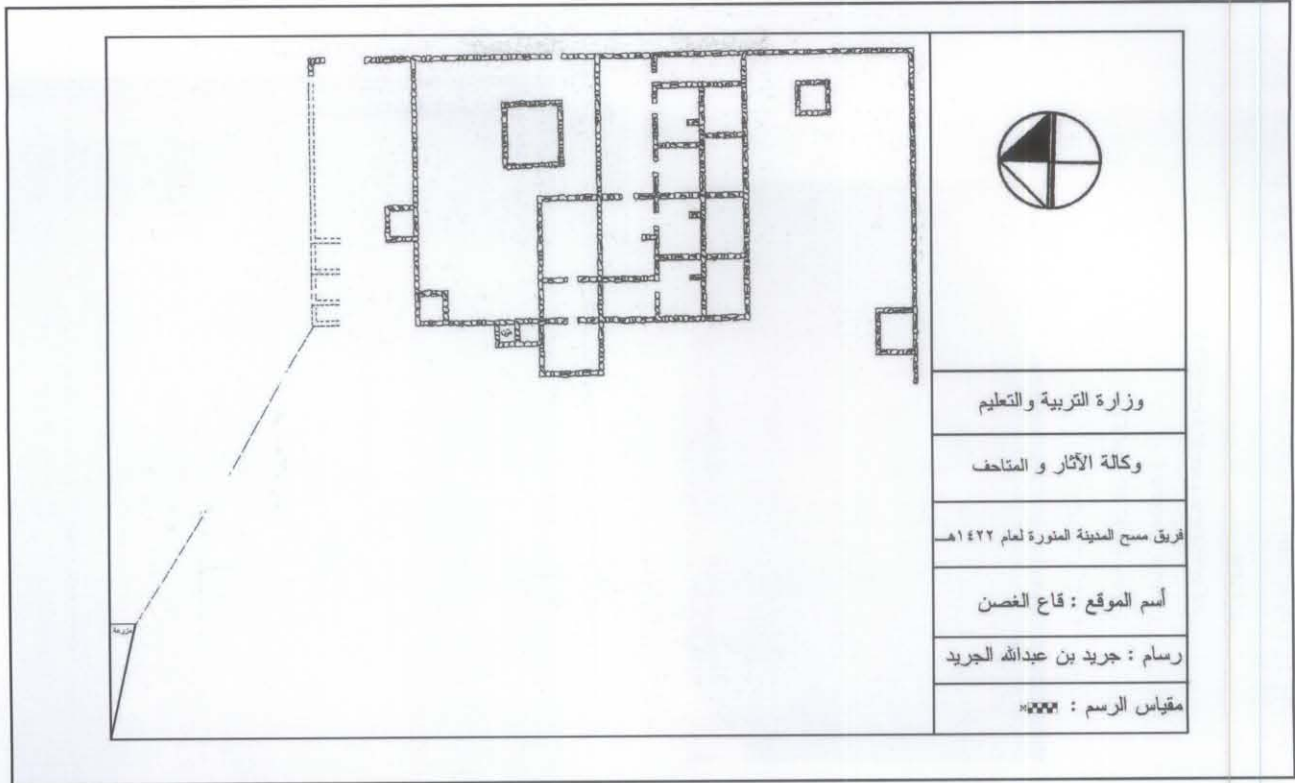 وزارة التربية والتعليم
وكالة الآثار و المتاحف
فريق مسح المدينة المنورة لعام ١٤٢٢هـ
أسم الموقع : قاع الغصن
رسام : جريد بن عبدالله الجريد
مقياس الرسم : M
مزرعة